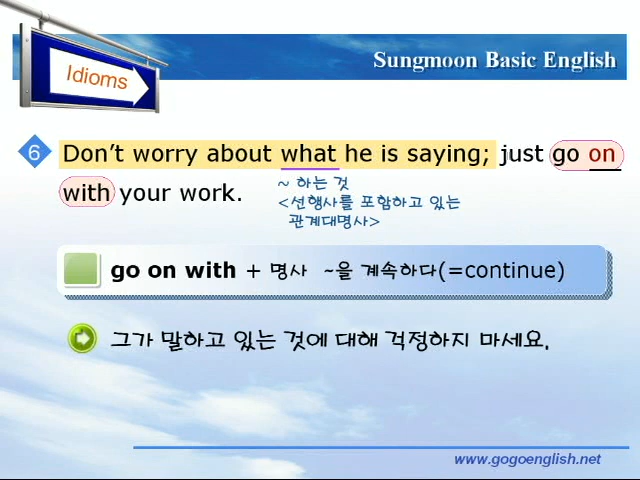 Idioms
Sungmoon Basic English
6 Don't worry about what he is saying; just go on
with your work.
~ 하는 것
<선행사를 포함하고 있는
관계대명사>
go on with + 명사 ~을 계속하다(=continue)
그가 말하고 있는 것에 대해 걱정하지 마세요.
www.gogoenglish.net